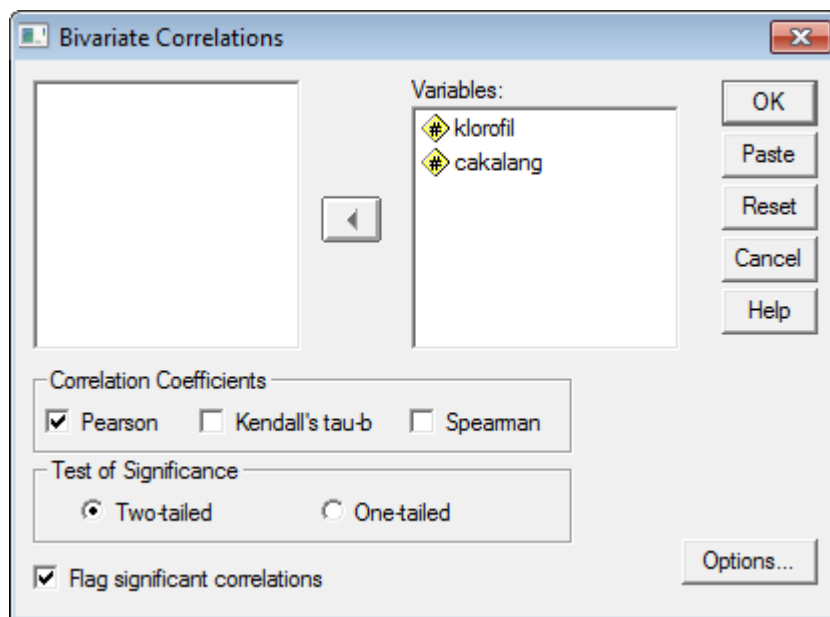 Bivariate Correlations
Variables:
klorofil
cakalang
OK
Paste
Reset
Cancel
Help
Correlation Coefficients
Pearson Kendall's tau-b Spearman
Test of Significance
Two-tailed One-tailed
Flag significant correlations
Options...